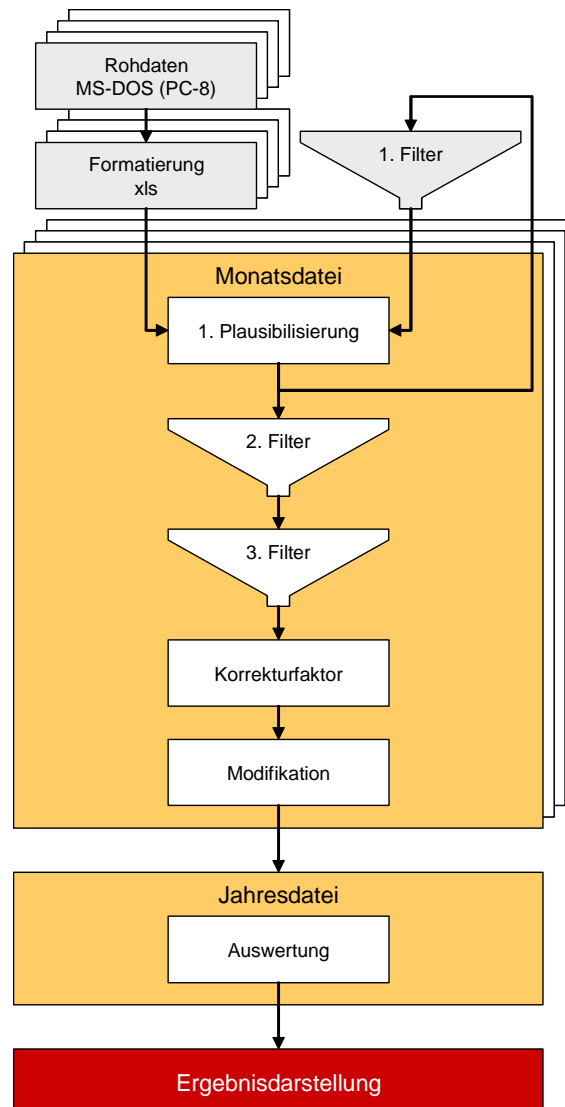 Rohdaten
MS-DOS (PC-8)
Formatierung
xls
1. Filter
Monatsdatei
1. Plausibilisierung
2. Filter
3. Filter
Korrekturfaktor
Modifikation
Jahresdatei
Auswertung
Ergebnisdarstellung